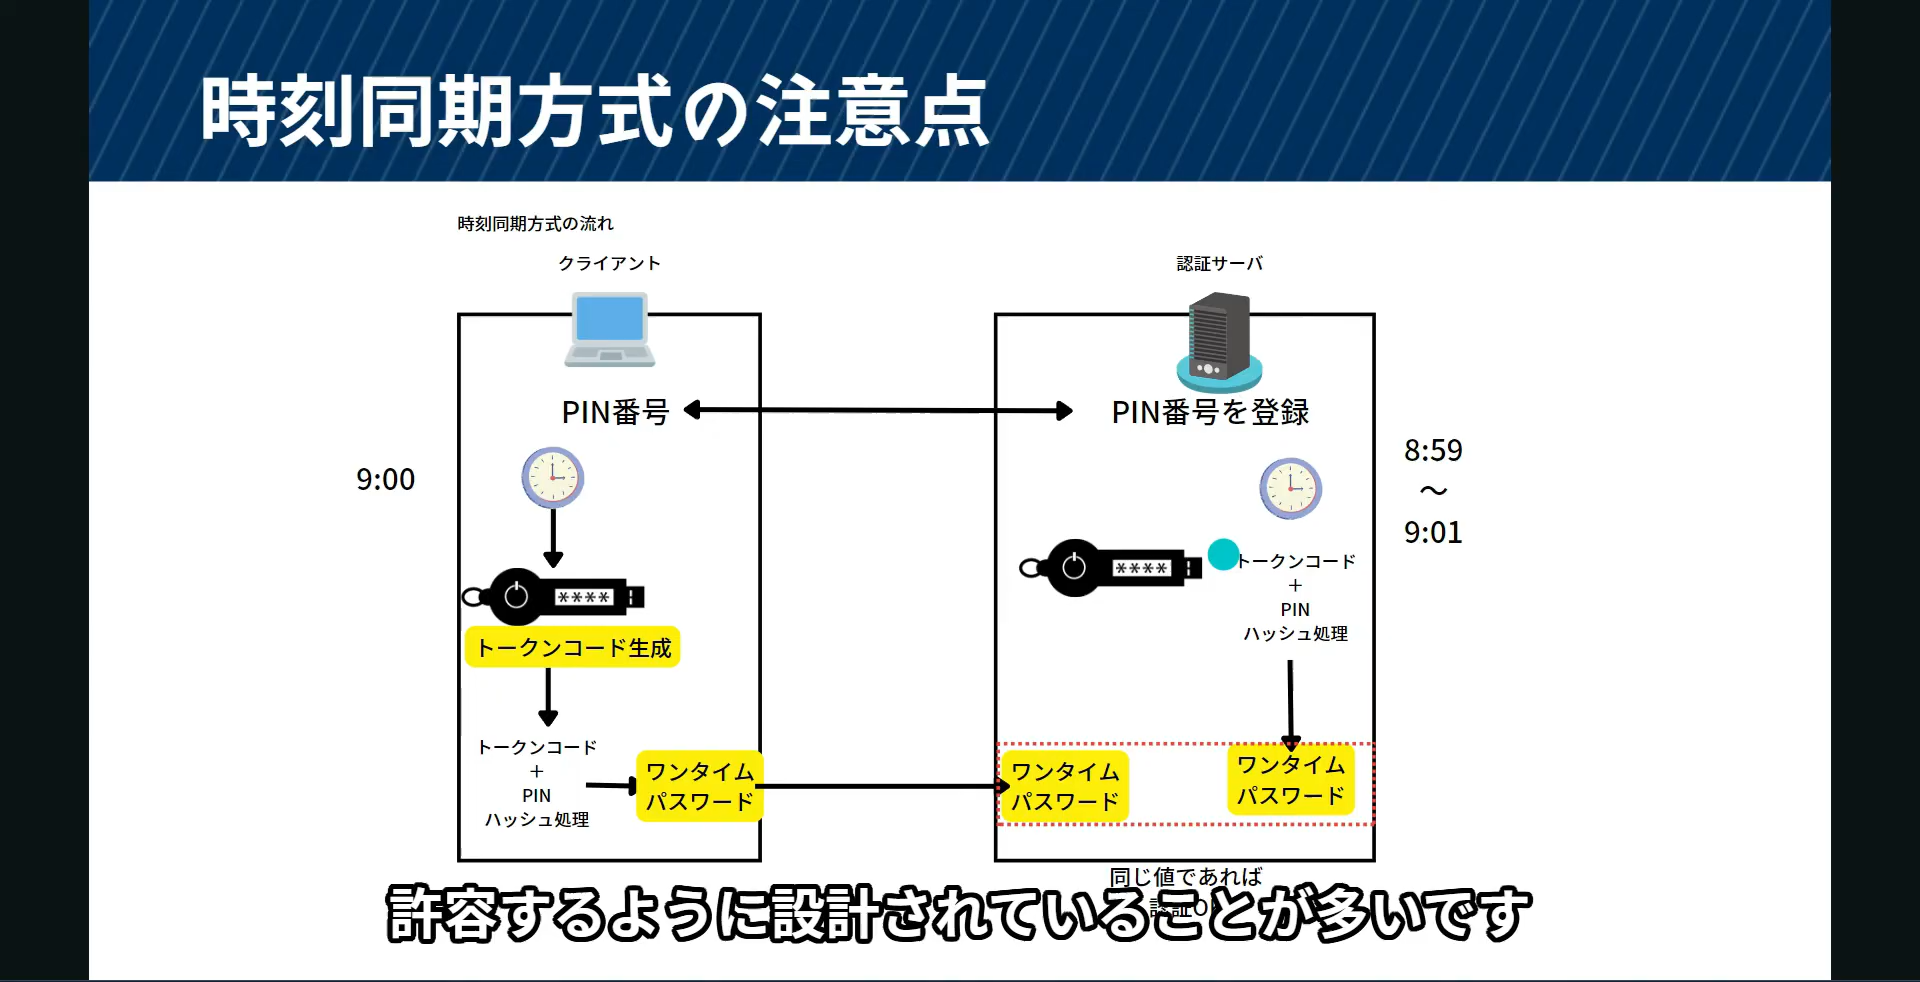 時刻同期方式の注意点
時刻同期方式の流れ
クライアント
認証サーバ
PIN番号
PIN番号を登録
9:00
8:59
～
9:01
****
トークンコード生成
トークンコード
+
PIN
ハッシュ処理
ワンタイム
パスワード
****
トークンコード
+
PIN
ハッシュ処理
ワンタイム
パスワード
ワンタイム
パスワード
同じ値であれば
認証O
許容するように設計されていることが多いです